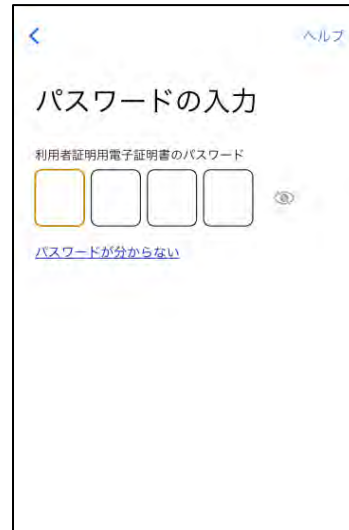 ヘルプ
パスワードの入力
利用者証明用電子証明書のパスワード
パスワードが分からない